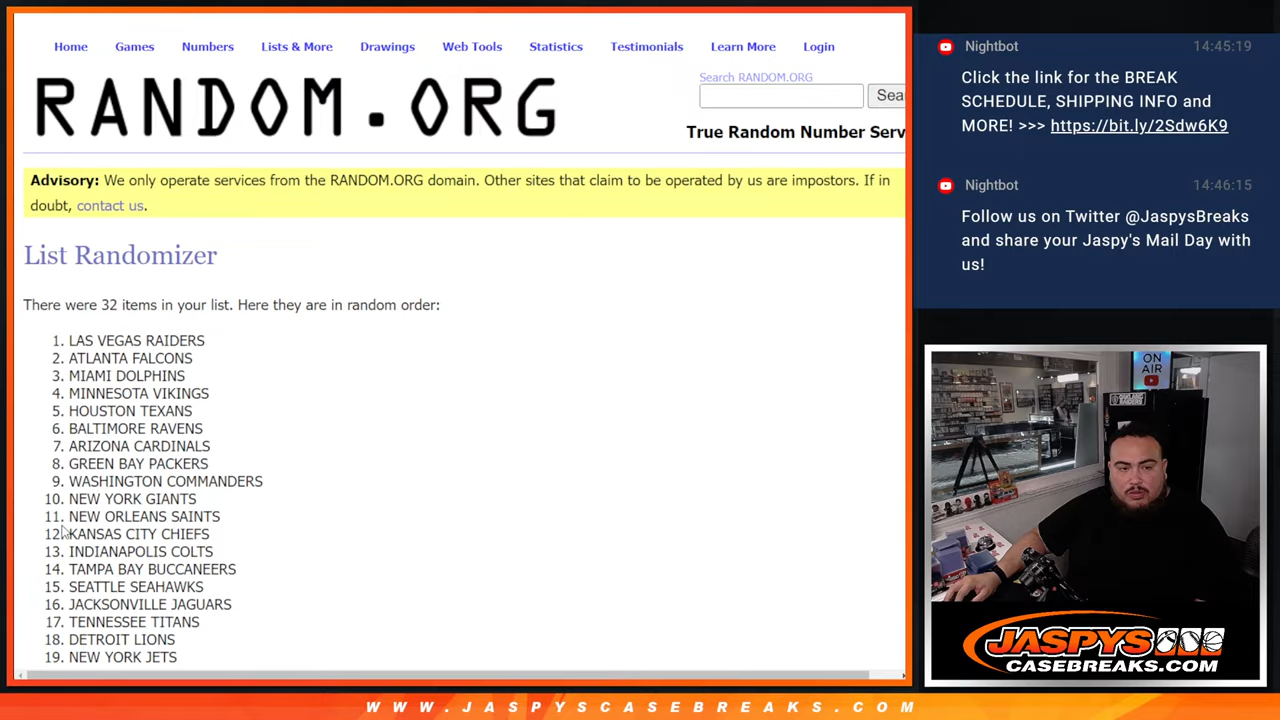 Home Games Numbers Lists & More Drawings Web Tools Statistics Testimonials Learn More Login
RANDOM.ORG
Search RANDOM.ORG
True Random Number Serv
Advisory: We only operate services from the RANDOM.ORG domain. Other sites that claim to be operated by us are impostors. If in
doubt, contact us.
List Randomizer
There were 32 items in your list. Here they are in random order:
1. LAS VEGAS RAIDERS
2. ATLANTA FALCONS
3. MIAMI DOLPHINS
4. MINNESOTA VIKINGS
5. HOUSTON TEXANS
6. BALTIMORE RAVENS
7. ARIZONA CARDINALS
8. GREEN BAY PACKERS
9. WASHINGTON COMMANDERS
10. NEW YORK GIANTS
11. NEW ORLEANS SAINTS
12. KANSAS CITY CHIEFS
13. INDIANAPOLIS COLTS
14. TAMPA BAY BUCCANEERS
15. SEATTLE SEAHAWKS
16. JACKSONVILLE JAGUARS
17. TENNESSEE TITANS
18. DETROIT LIONS
19. NEW YORK JETS
Nightbot 14:45:19
Click the link for the BREAK
SCHEDULE, SHIPPING INFO and
MORE! >>> https://bit.ly/2Sdw6K9
Nightbot 14:46:15
Follow us on Twitter @JaspysBreaks
and share your Jaspy's Mail Day with
us!
ON
AIR
JASPYS
CASEBREAKS.COM
WWW.JASPYSCASEBREAKS.COM